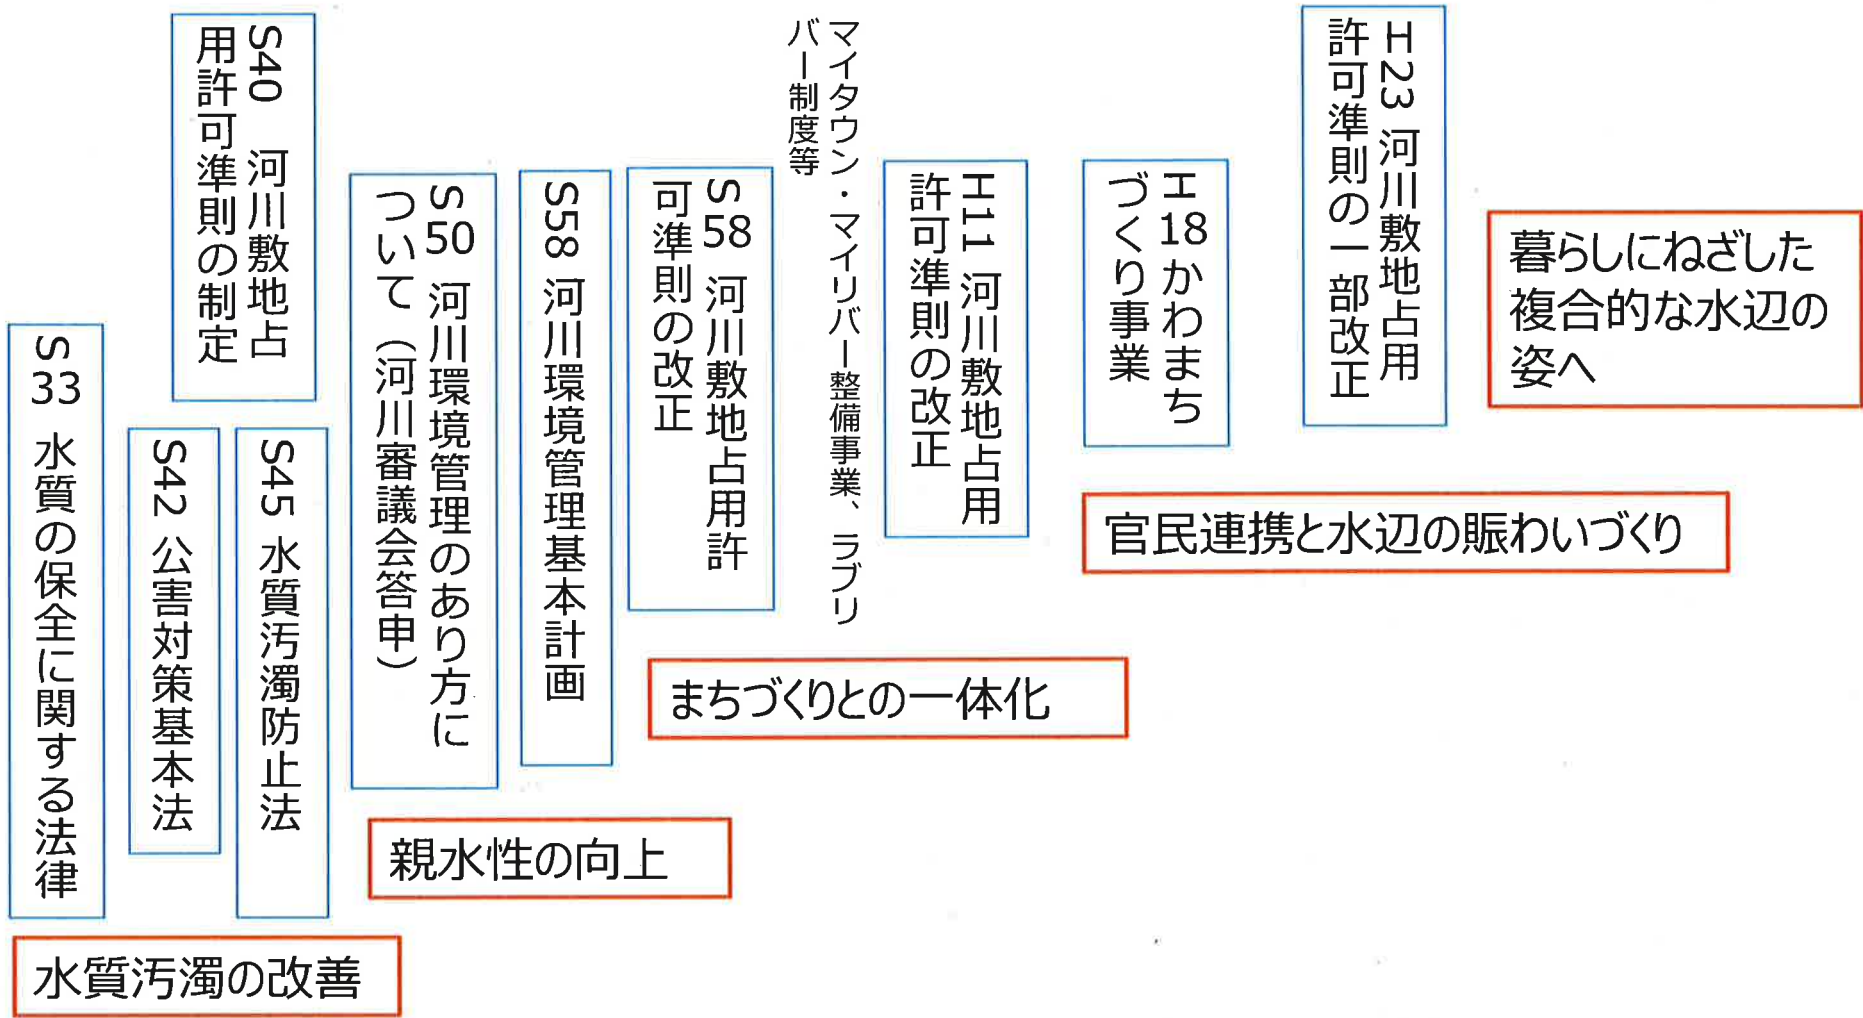 S33 水質の保全に関する法律
S40 河川敷地占
用許可準則の制定
S42 公害対策基本法
S45 水質汚濁防止法
水質汚濁の改善
S50 河川環境管理のあり方に
ついて（河川審議会答申）
S58 河川環境管理基本計画
親水性の向上
S58 河川敷地占用許
可準則の改正
マイタウン・マイリバー整備事業、ラブリ
バー制度等
まちづくりとの一体化
H11 河川敷地占用
許可準則の改正
H18かわまち
づくり事業
官民連携と水辺の賑わいづくり
H23 河川敷地占用
許可準則の一部改正
暮らしにねざした
複合的な水辺の
姿へ